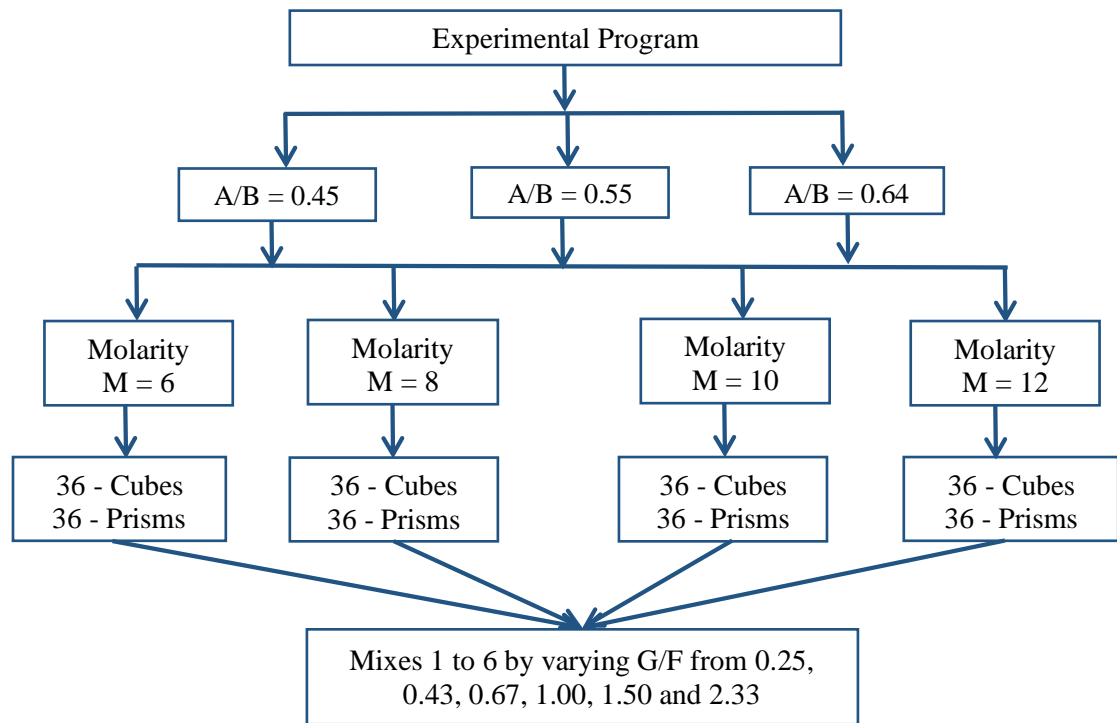 Experimental Program
A/B = 0.45
A/B = 0.55
A/B = 0.64
Molarity
M = 6
Molarity
M = 8
Molarity
M = 10
Molarity
M = 12
36 - Cubes
36 - Prisms
36 - Cubes
36 - Prisms
36 - Cubes
36 - Prisms
36 - Cubes
36 - Prisms
Mixes 1 to 6 by varying G/F from 0.25,
0.43, 0.67, 1.00, 1.50 and 2.33